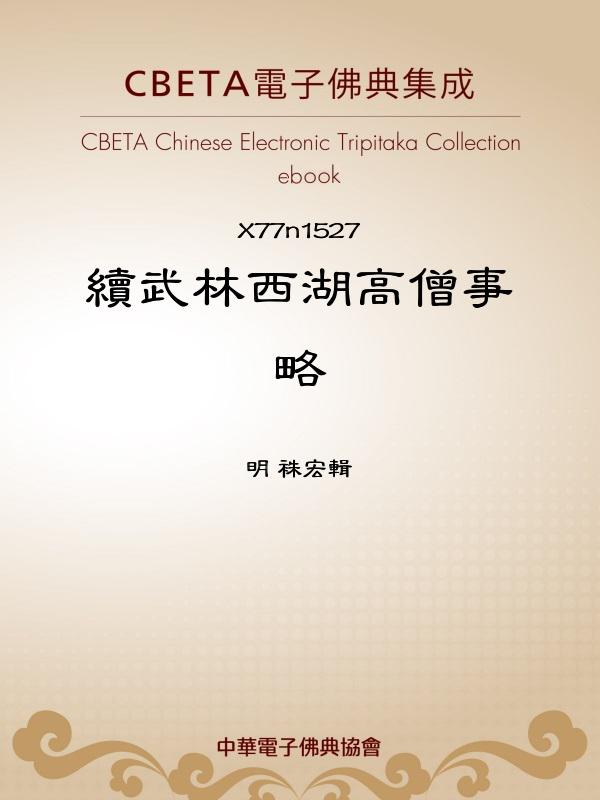 CBETA電子佛典集成
CBETA Chinese Electronic Tripitaka Collection
ebook
X77n1527
續武林西湖高僧事
略
明 袾宏輯
中華電子佛典協會